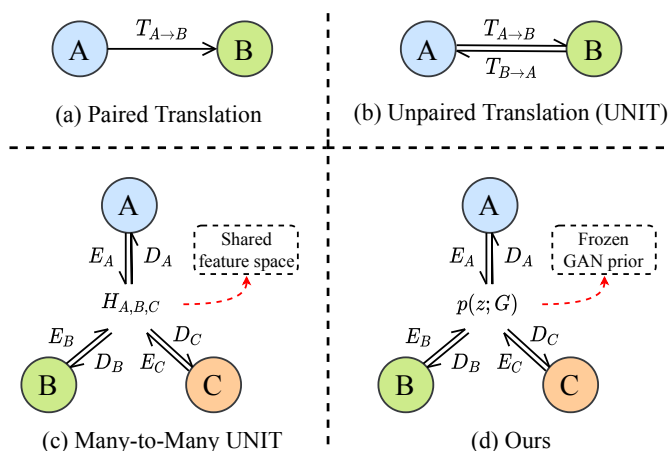 A
T_{A→B}
B
(a) Paired Translation
A
T_{A→B}
T_{B→A}
B
(b) Unpaired Translation (UNIT)
A
E_A
D_A
Shared
feature space
H_{A,B,C}
E_B
D_B
D_C
E_C
B
C
(c) Many-to-Many UNIT
A
E_A
D_A
Frozen
GAN prior
p(z; G)
E_B
D_B
D_C
E_C
B
C
(d) Ours